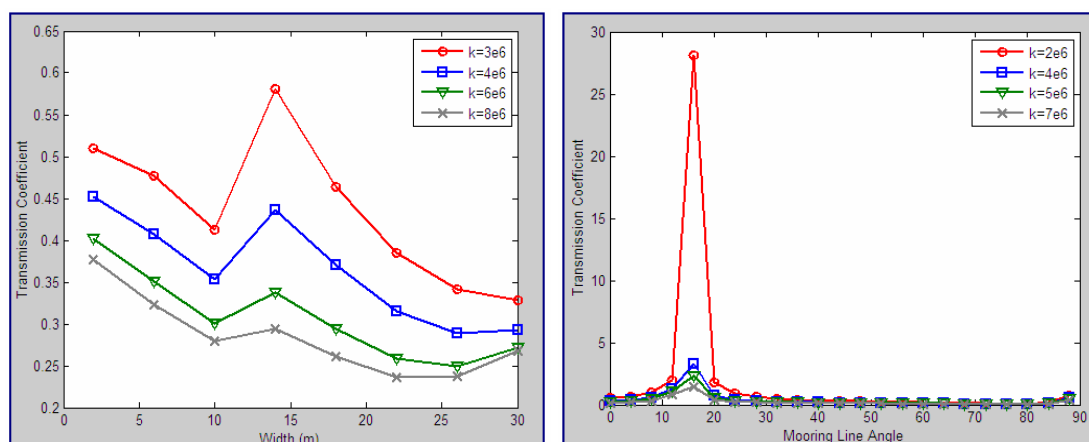 0.65
0.6
0.55
0.5
0.45
0.4
0.35
0.3
0.25
0.2
0 5 10 15 20 25 30
Transmission Coefficient
Width (m)
k=3e6
k=4e6
k=6e6
k=8e6
30
25
20
15
10
5
0
0 10 20 30 40 50 60 70 80 90
Transmission Coefficient
Mooring Line Angle
k=2e6
k=4e6
k=5e6
k=7e6